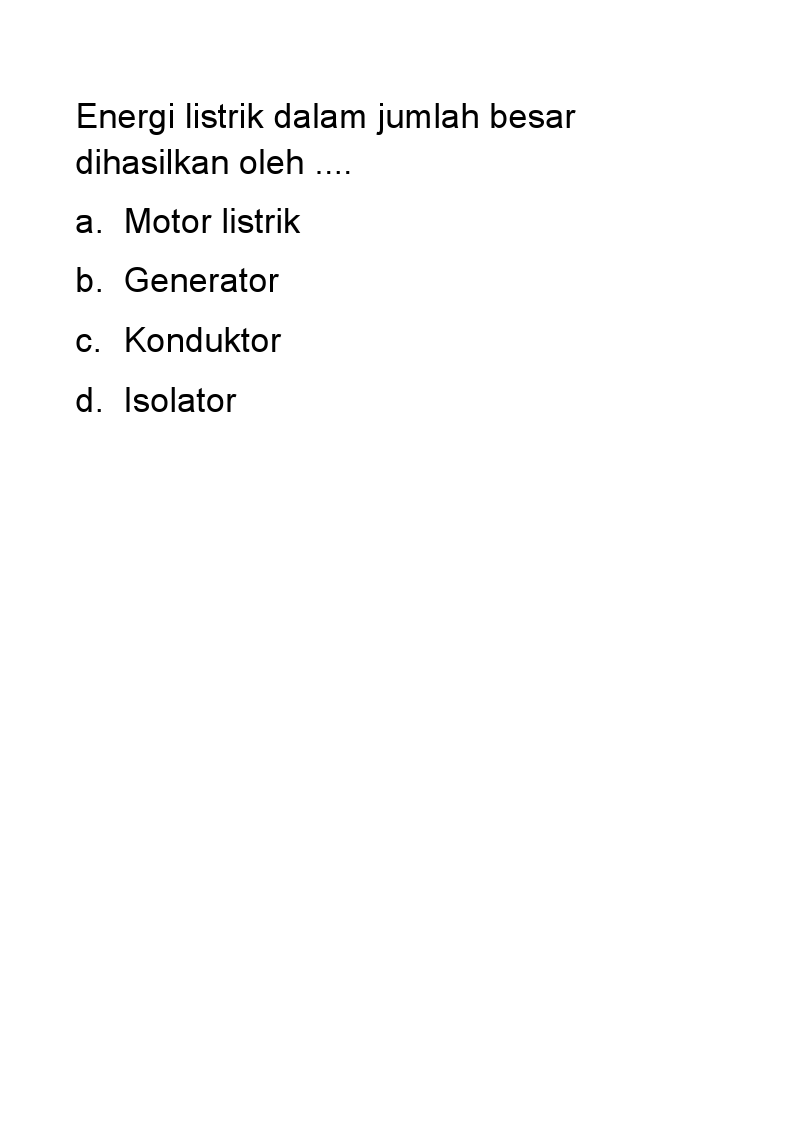 Energi listrik dalam jumlah besar
dihasilkan oleh ....
a. Motor listrik
b. Generator
c. Konduktor
d. Isolator